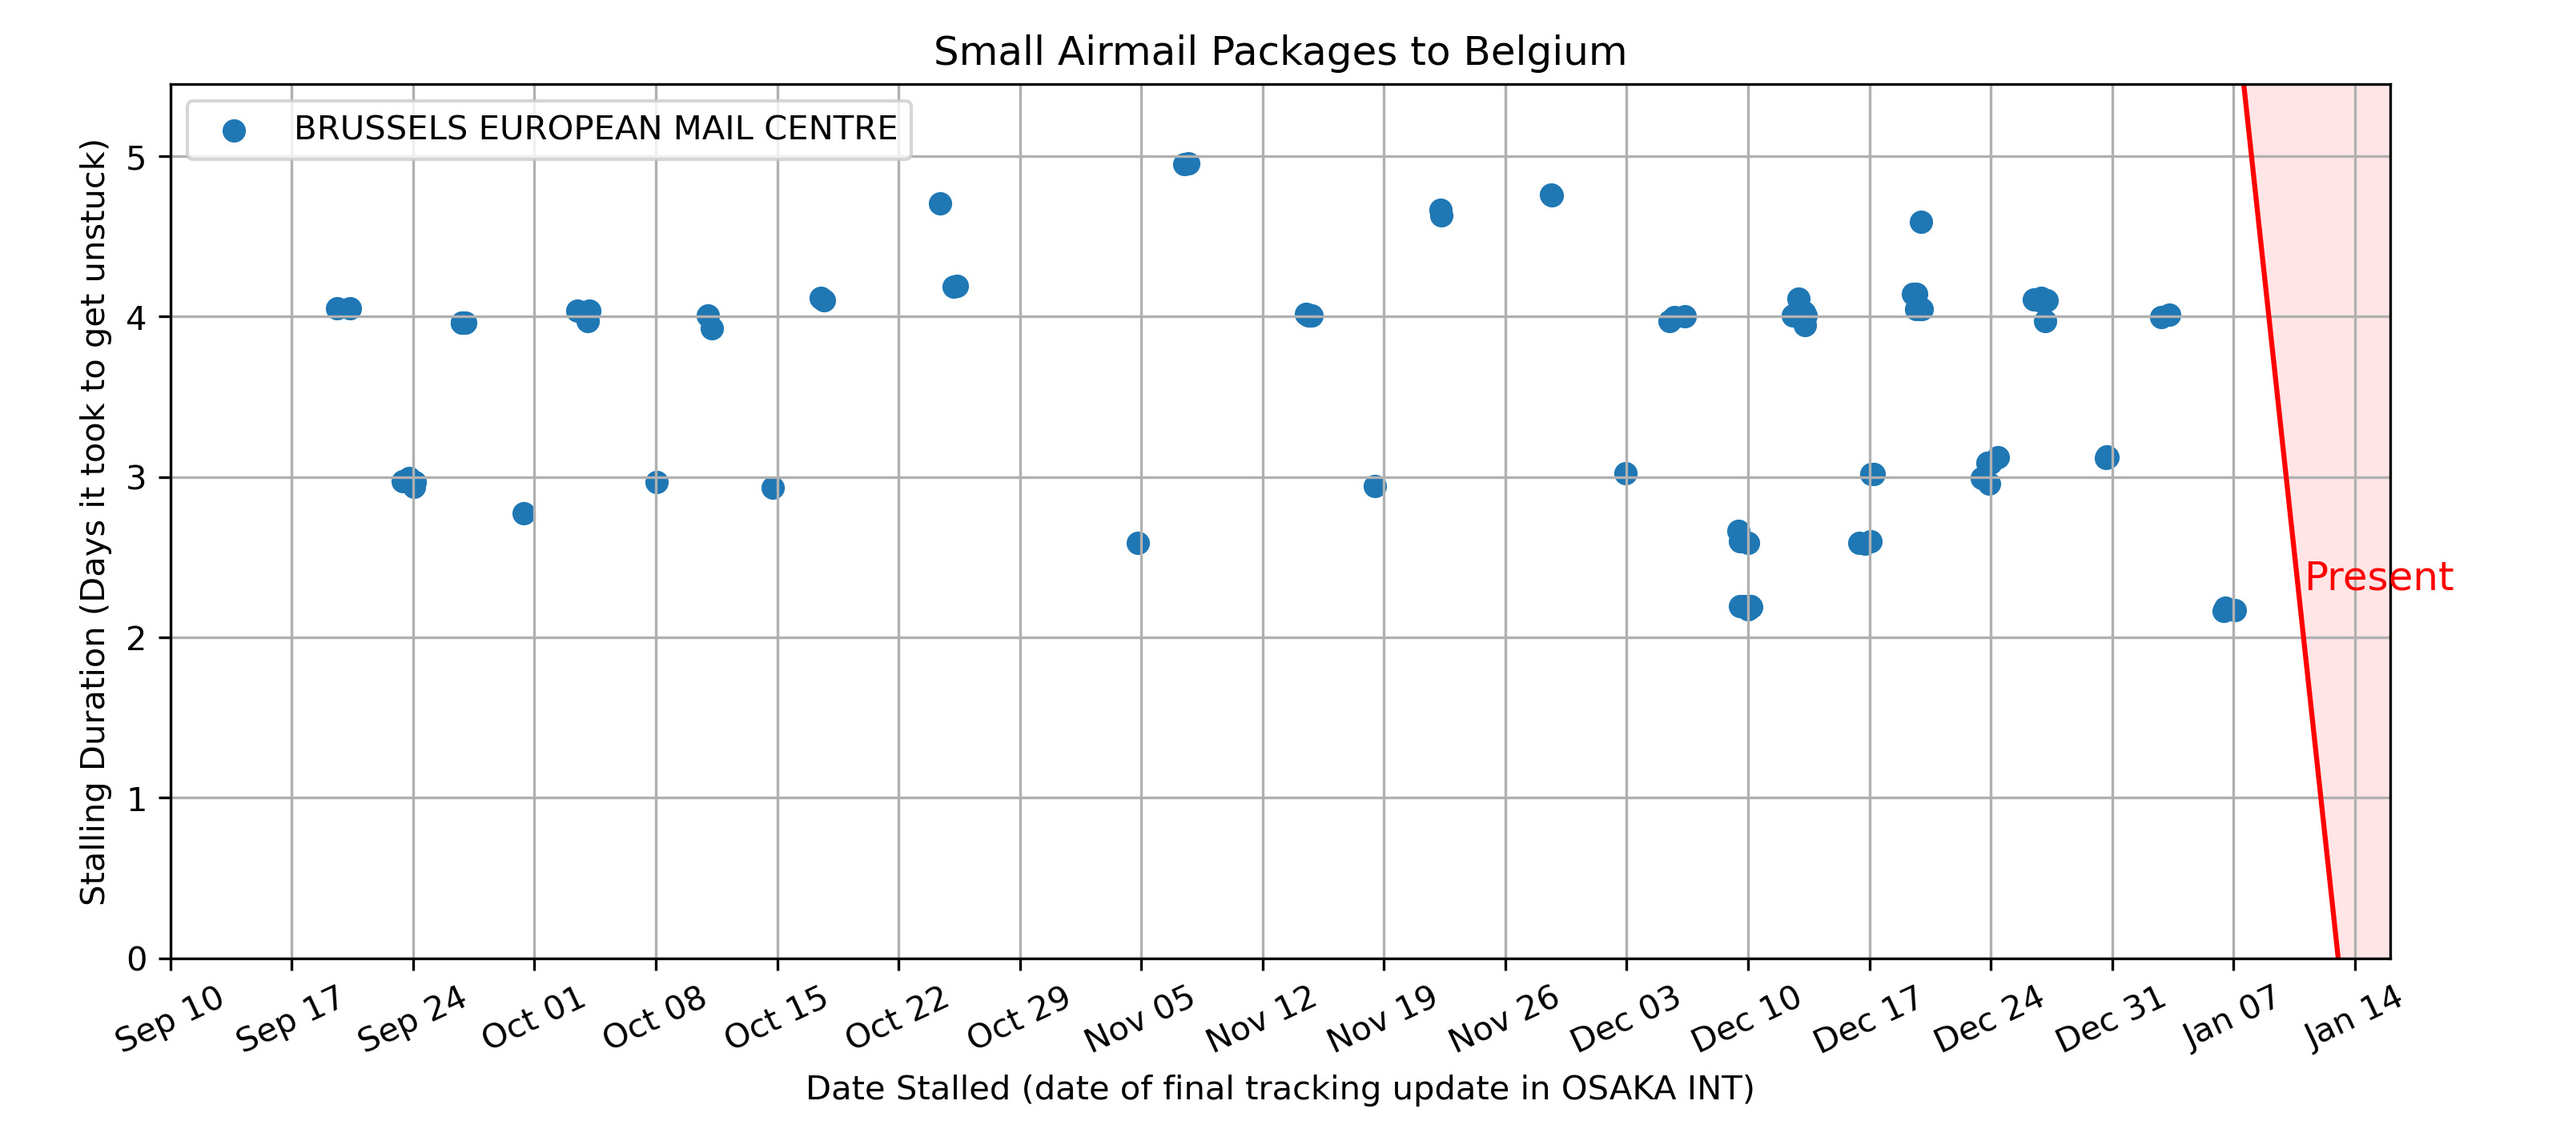 Small Airmail Packages to Belgium
BRUSSELS EUROPEAN MAIL CENTRE
Stalling Duration (Days it took to get unstuck)
5
4
3
2
1
0
Present
Sep 10 Sep 17 Sep 24 Oct 01 Oct 08 Oct 15 Oct 22 Oct 29 Nov 05 Nov 12 Nov 19 Nov 26 Dec 03 Dec 10 Dec 17 Dec 24 Dec 31 Jan 07 Jan 14
Date Stalled (date of final tracking update in OSAKA INT)